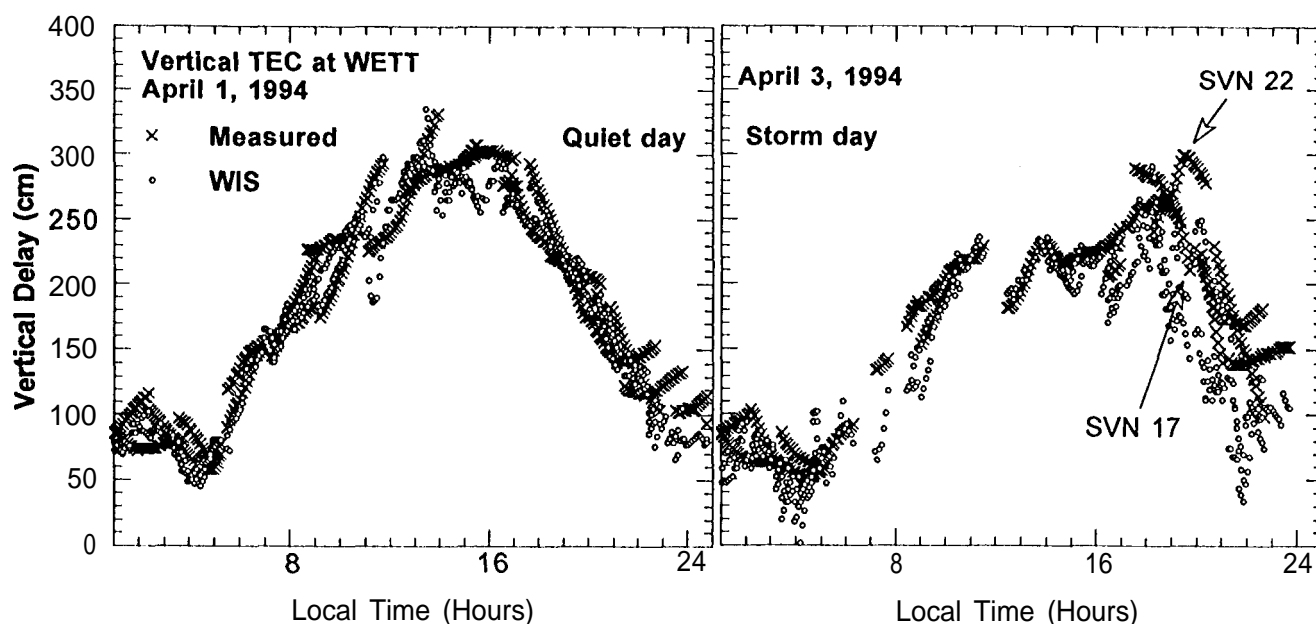 400
350
300
250
200
150
100
50
0
Vertical Delay (cm)
Vertical TEC at WETT
April 1, 1994
× Measured
o WIS
Quiet day
8
16
24
Local Time (Hours)
April 3, 1994
Storm day
SVN 22
SVN 17
8
16
24
Local Time (Hours)